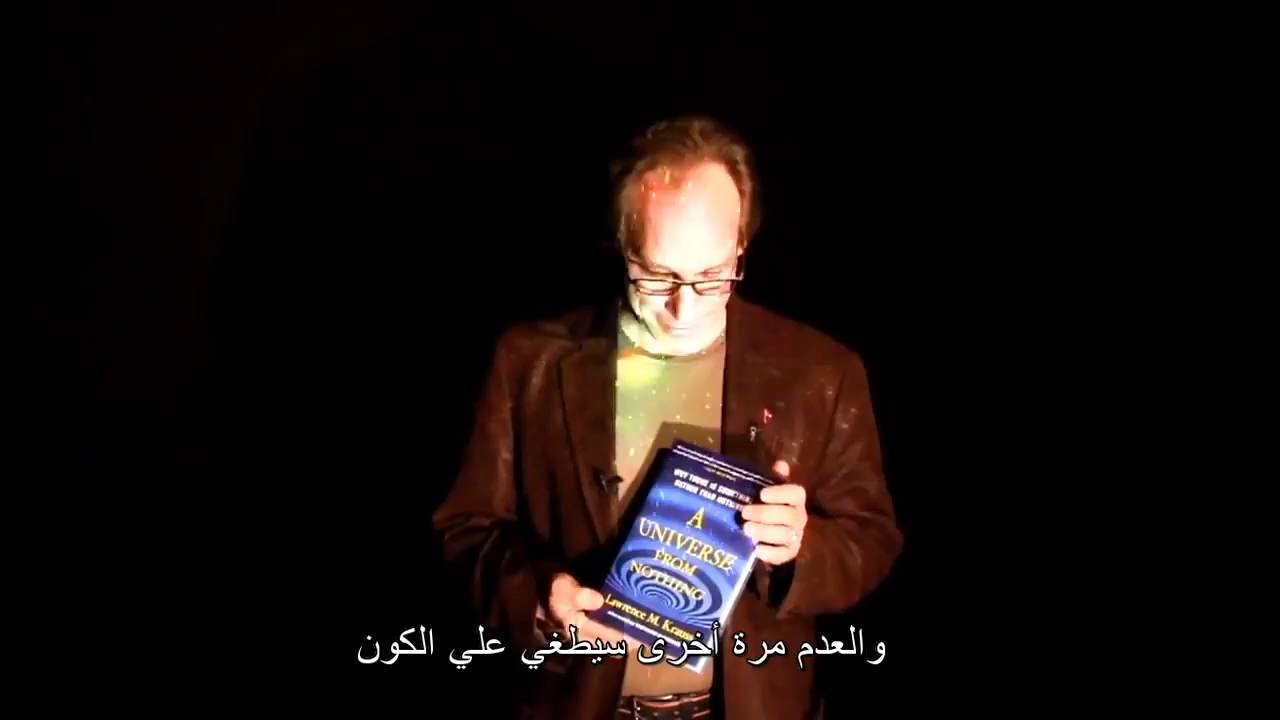 WHY THERE IS SOMETHING
RATHER THAN NOTHING
A
UNIVERSE
FROM
NOTHING
Lawrence M. Krauss
والعدم مرة أخرى سيطغي علي الكون